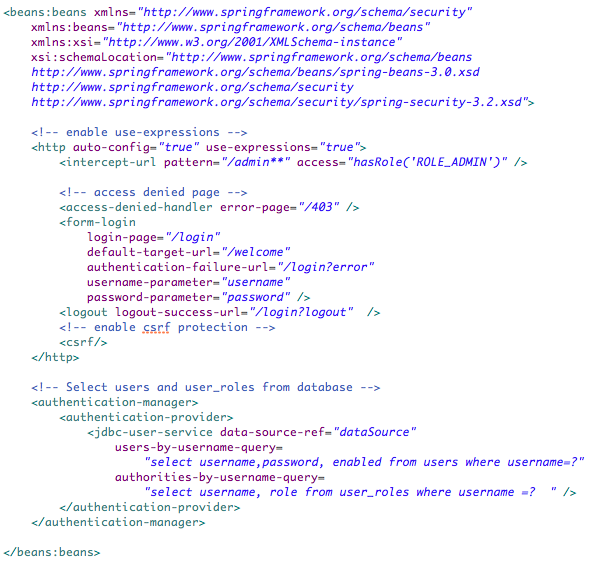 <beans:beans xmlns="http://www.springframework.org/schema/security"
    xmlns:beans="http://www.springframework.org/schema/beans"
    xmlns:xsi="http://www.w3.org/2001/XMLSchema-instance"
    xsi:schemaLocation="http://www.springframework.org/schema/beans
    http://www.springframework.org/schema/beans/spring-beans-3.0.xsd
    http://www.springframework.org/schema/security
    http://www.springframework.org/schema/security/spring-security-3.2.xsd">

    <!-- enable use-expressions -->
    <http auto-config="true" use-expressions="true">
        <intercept-url pattern="/admin**" access="hasRole('ROLE_ADMIN')" />

        <!-- access denied page -->
        <access-denied-handler error-page="/403" />
        <form-login
            login-page="/login"
            default-target-url="/welcome"
            authentication-failure-url="/login?error"
            username-parameter="username"
            password-parameter="password" />
        <logout logout-success-url="/login?logout"  />
        <!-- enable csrf protection -->
        <csrf/>
    </http>

    <!-- Select users and user_roles from database -->
    <authentication-manager>
        <authentication-provider>
            <jdbc-user-service data-source-ref="dataSource"
                users-by-username-query=
                    "select username,password, enabled from users where username=?"
                authorities-by-username-query=
                    "select username, role from user_roles where username =?  " />
        </authentication-provider>
    </authentication-manager>

</beans:beans>